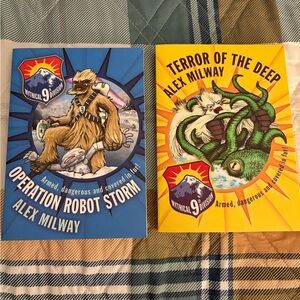 MYTHICAL 9TH DIVISION
Armed, dangerous and covered in fur!
OPERATION ROBOT STORM
ALEX MILWAY
TERROR OF THE DEEP
ALEX MILWAY
MYTHICAL 9TH DIVISION
Armed, dangerous and covered in fur!